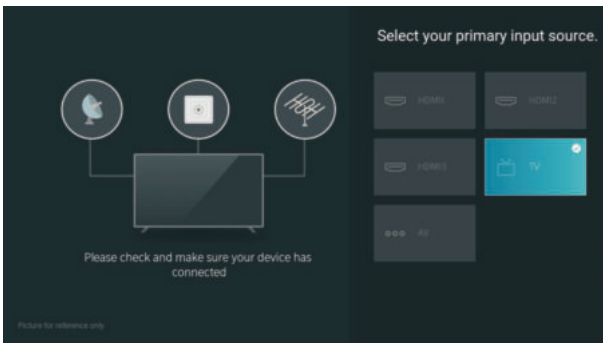 Select your primary input source.
HDMI1
HDMI2
HDMI3
TV
AV
Please check and make sure your device has
connected
Picture for reference only.